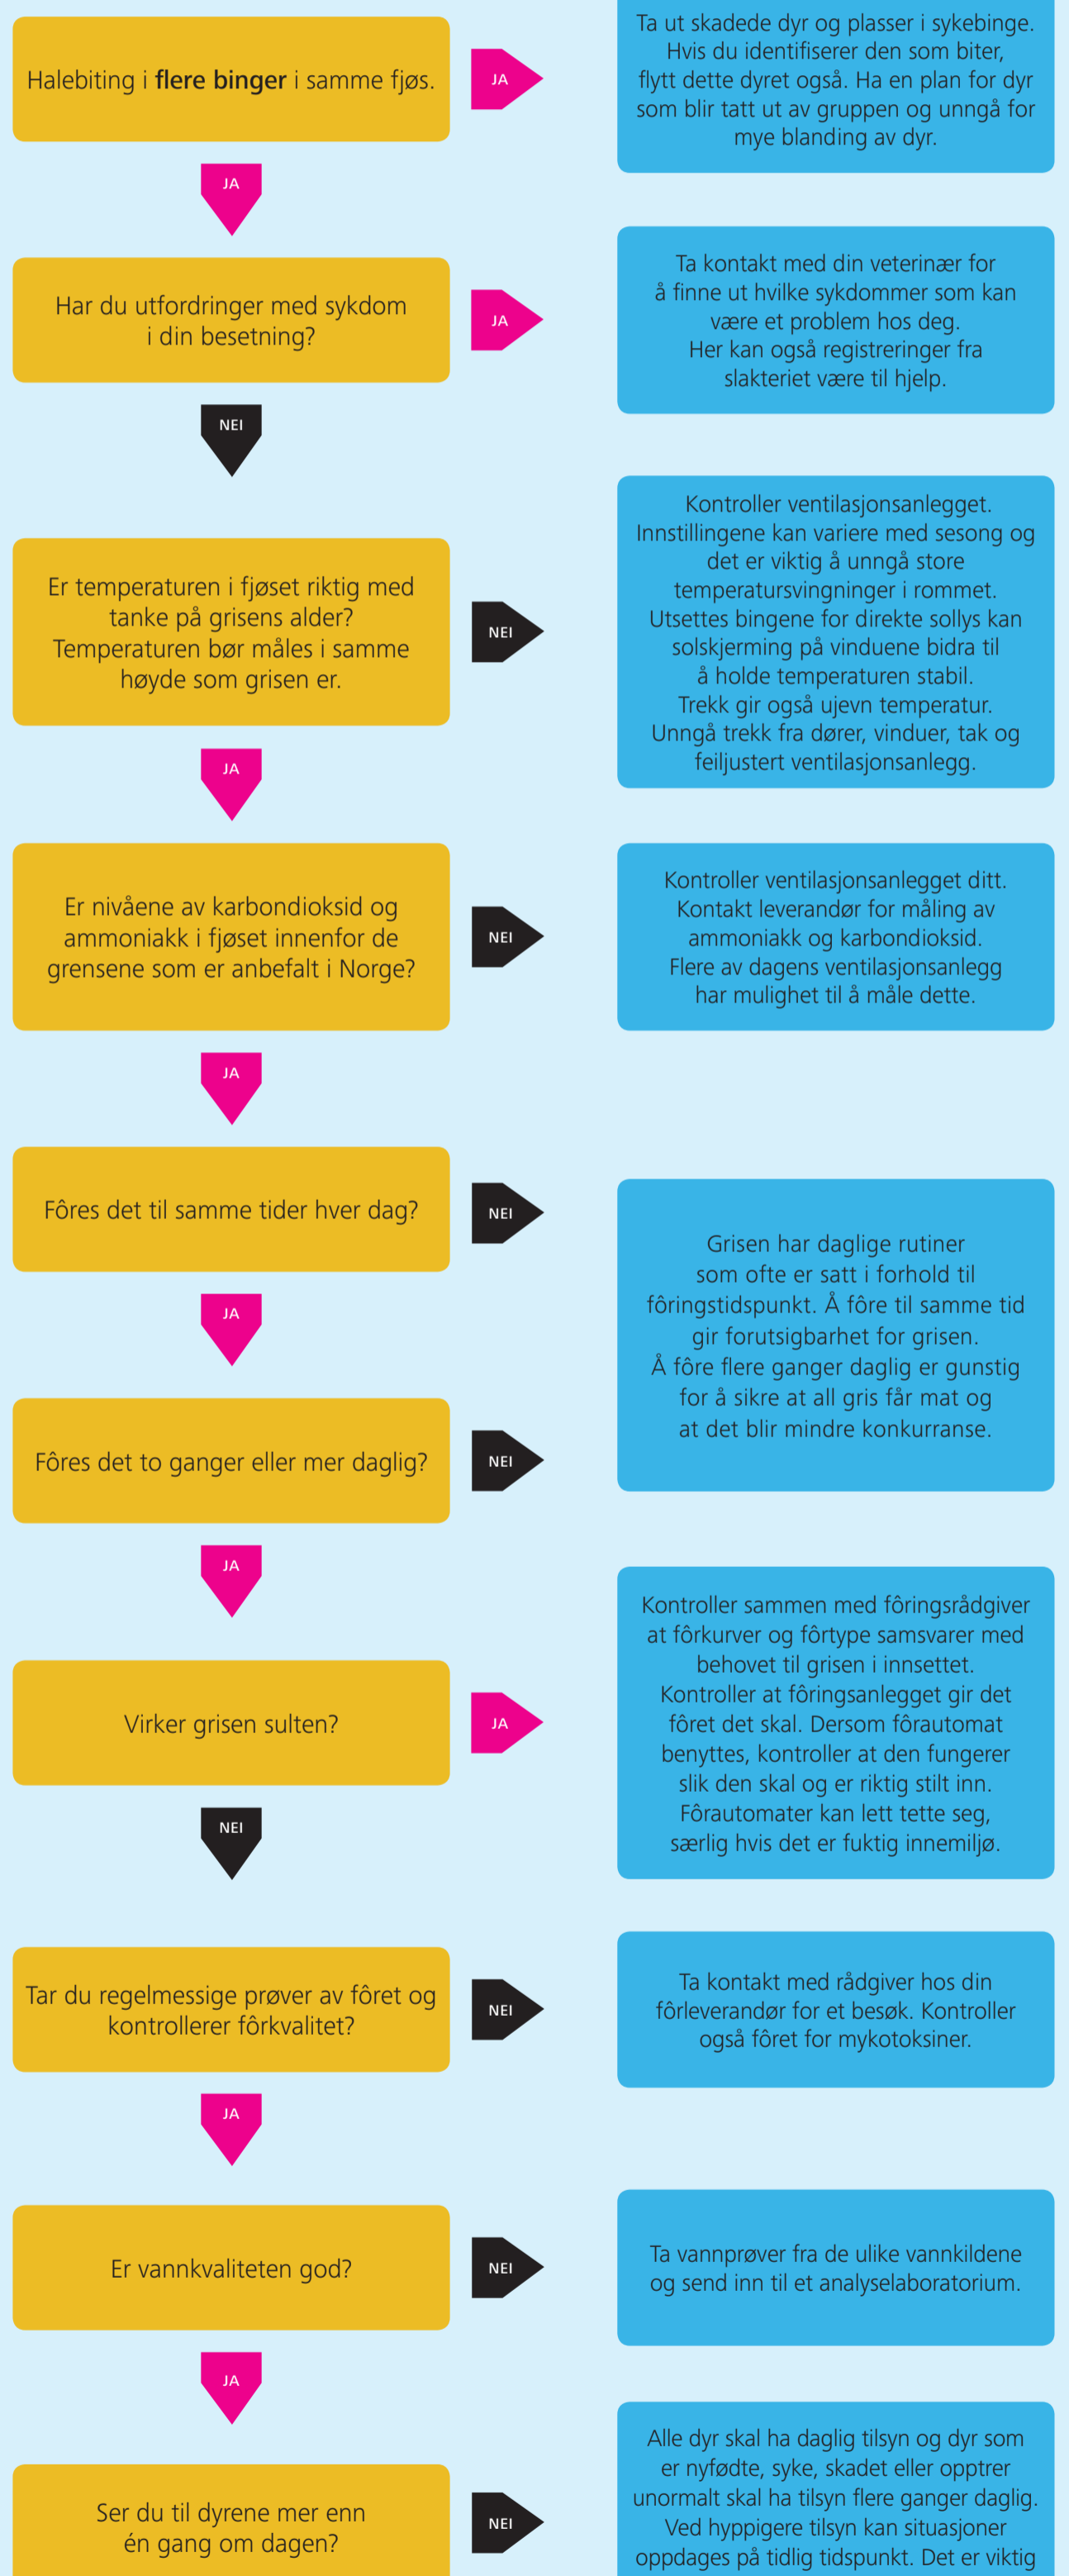 Ta ut skadede dyr og plasser i sykebinge.
Hvis du identifiserer den som biter,
flytt dette dyret også. Ha en plan for dyr
som blir tatt ut av gruppen og unngå for
mye blanding av dyr.
Halebiting i flere binger i samme fjøs.
JA
JA
Har du utfordringer med sykdom
i din besetning?
JA
Ta kontakt med din veterinær for
å finne ut hvilke sykdommer som kan
være et problem hos deg.
Her kan også registreringer fra
slakteriet være til hjelp.
NEI
Er temperaturen i fjøset riktig med
tanke på grisens alder?
Temperaturen bør måles i samme
høyde som grisen er.
NEI
Kontroller ventilasjonsanlegget.
Innstillingene kan variere med sesong og
det er viktig å unngå store
temperatursvingninger i rommet.
Utsettes bingene for direkte sollys kan
solskjerming på vinduene bidra til
å holde temperaturen stabil.
Trekk gir også ujevn temperatur.
Unngå trekk fra dører, vinduer, tak og
feiljustert ventilasjonsanlegg.
JA
Er nivåene av karbondioksid og
ammoniakk i fjøset innenfor de
grensene som er anbefalt i Norge?
NEI
Kontroller ventilasjonsanlegget ditt.
Kontakt leverandør for måling av
ammoniakk og karbondioksid.
Flere av dagens ventilasjonsanlegg
har mulighet til å måle dette.
JA
Fôres det til samme tider hver dag?
NEI
JA
Fôres det to ganger eller mer daglig?
NEI
Grisen har daglige rutiner
som ofte er satt i forhold til
fôringstidspunkt. Å fôre til samme tid
gir forutsigbarhet for grisen.
Å fôre flere ganger daglig er gunstig
for å sikre at all gris får mat og
at det blir mindre konkurranse.
JA
Virker grisen sulten?
JA
Kontroller sammen med fôringsrådgiver
at fôrkurver og fôrtype samsvarer med
behovet til grisen i innsettet.
Kontroller at fôringsanlegget gir det
fôret det skal. Dersom fôrautomat
benyttes, kontroller at den fungerer
slik den skal og er riktig stilt inn.
Fôrautomater kan lett tette seg,
særlig hvis det er fuktig innemiljø.
NEI
Tar du regelmessige prøver av fôret og
kontrollerer fôrkvalitet?
NEI
Ta kontakt med rådgiver hos din
fôrleverandør for et besøk. Kontroller
også fôret for mykotoksiner.
JA
Er vannkvaliteten god?
NEI
Ta vannprøver fra de ulike vannkildene
og send inn til et analyselaboratorium.
JA
Ser du til dyrene mer enn
én gang om dagen?
NEI
Alle dyr skal ha daglig tilsyn og dyr som
er nyfødte, syke, skadet eller opptrer
unormalt skal ha tilsyn flere ganger daglig.
Ved hyppigere tilsyn kan situasjoner
oppdages på tidlig tidspunkt. Det er viktig